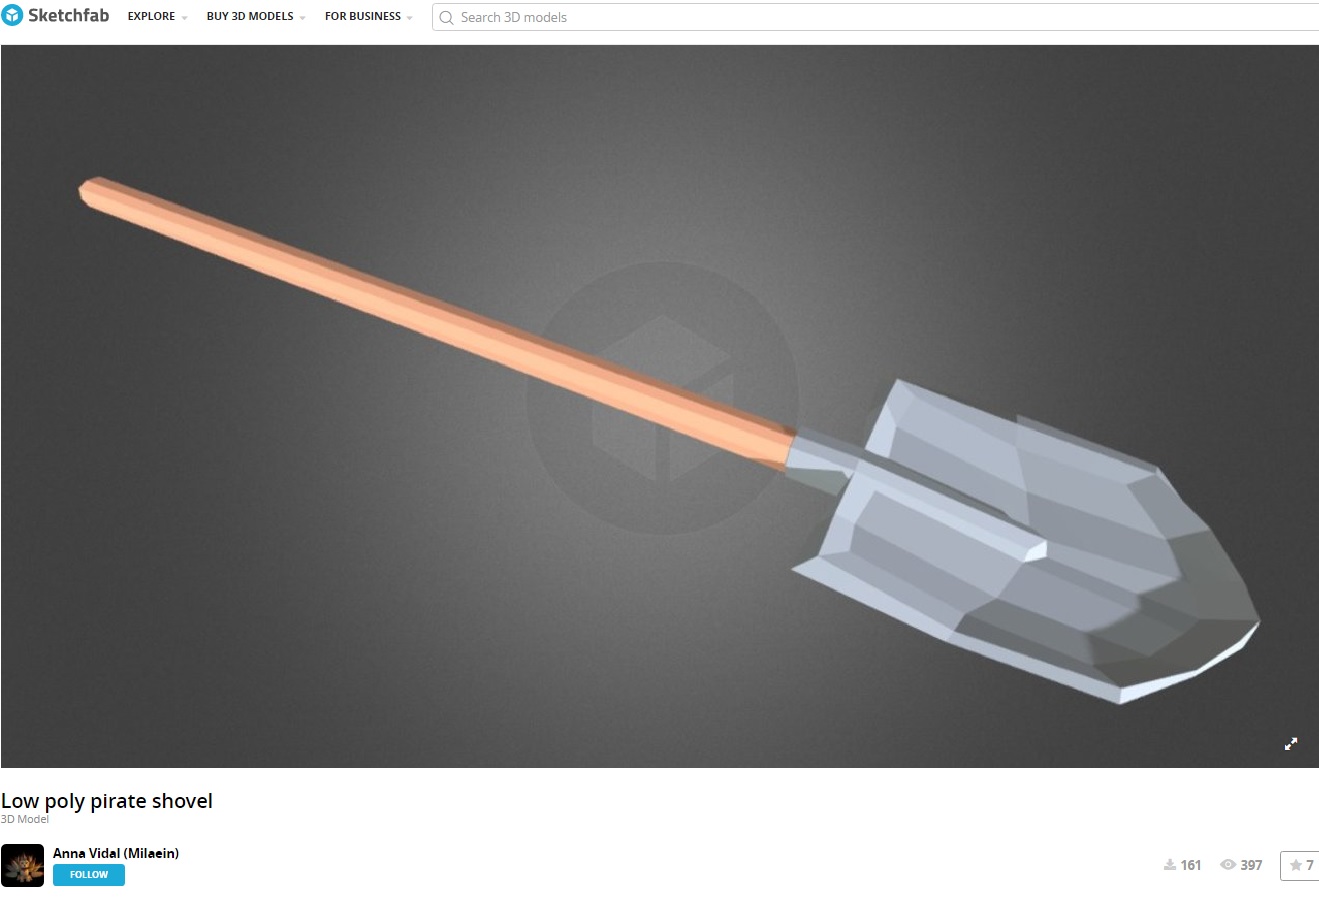 Sketchfab EXPLORE BUY 3D MODELS FOR BUSINESS Search 3D models
Low poly pirate shovel
3D Model
Anna Vidal (Milaein)
FOLLOW
161 397 7